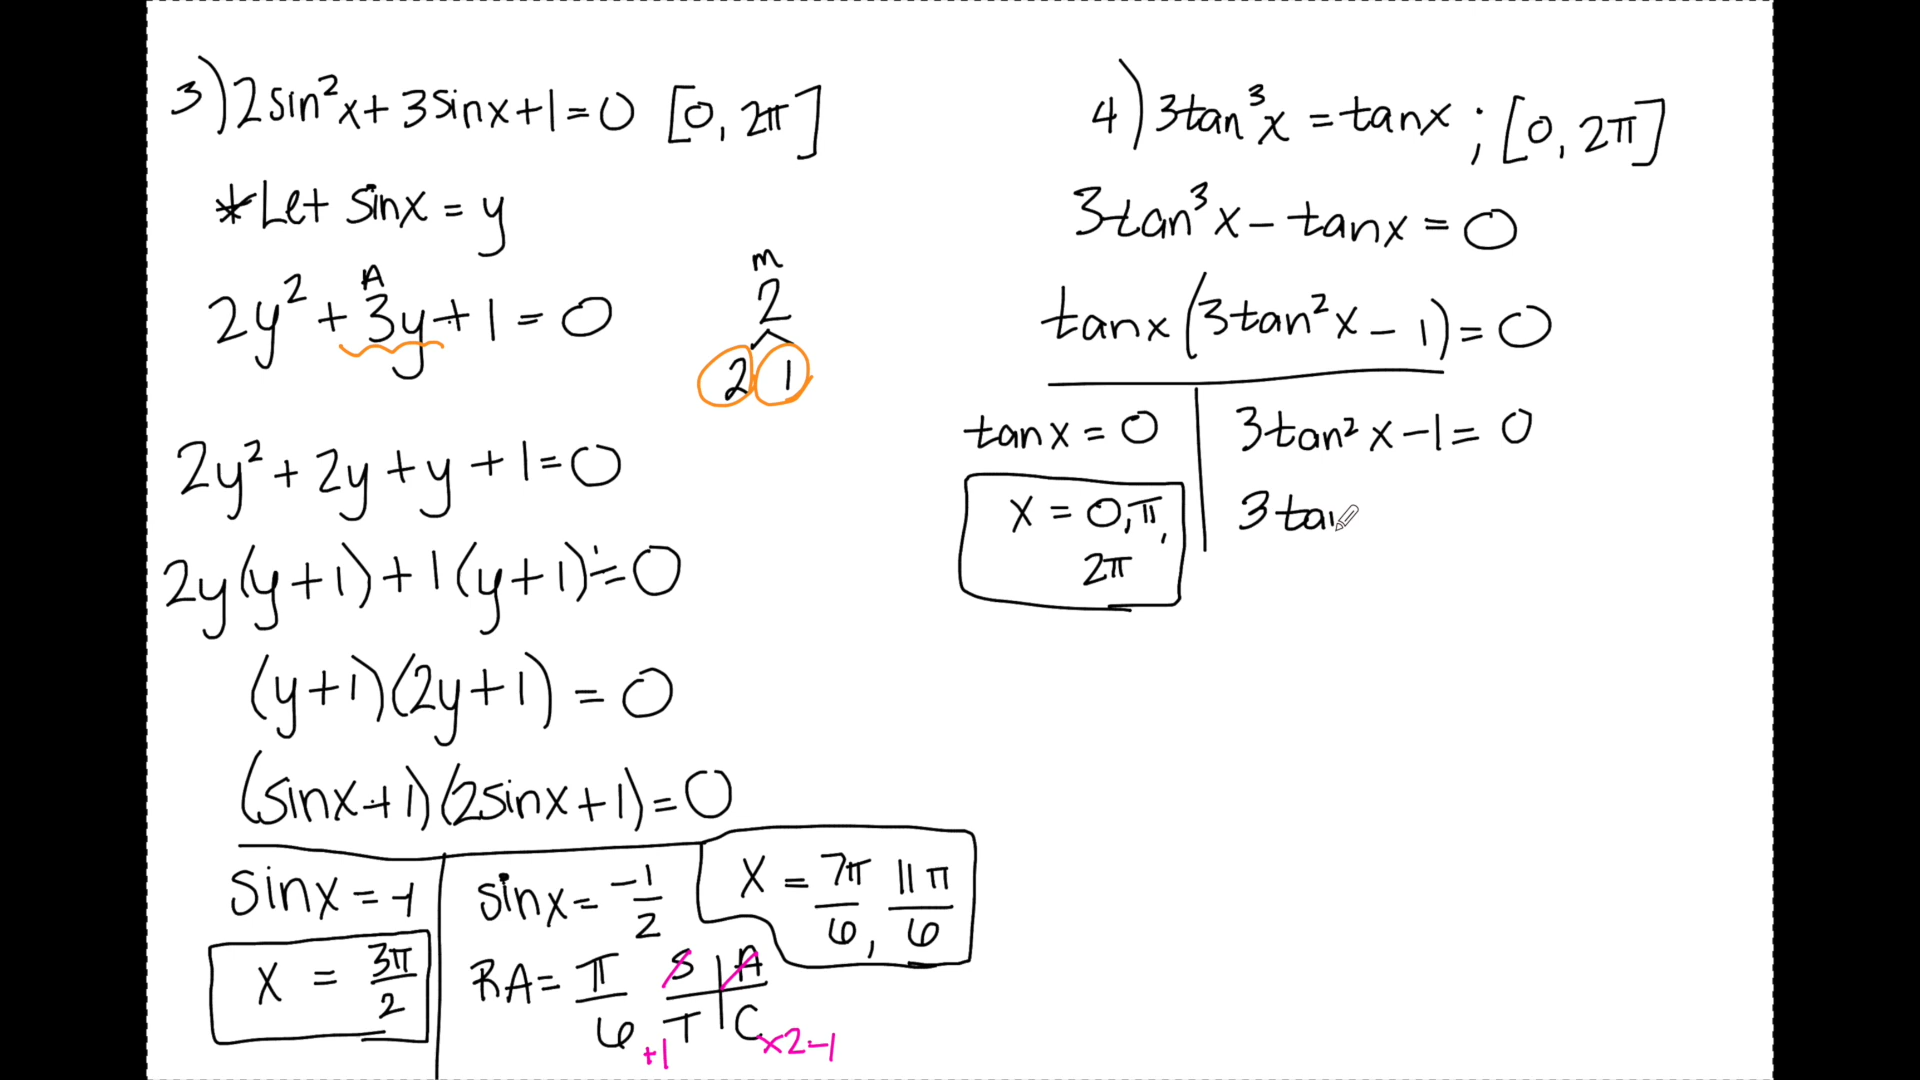 3) 2sin²x + 3sinx + 1 = 0 [0, 2π]
*Let sinx = y
A
2y² + 3y + 1 = 0
m
2
2 1
2y² + 2y + y + 1 = 0
2y(y+1) + 1(y+1) = 0
(y+1)(2y+1) = 0
(sinx+1)(2sinx+1) = 0
sinx = -1
x = 3π/2
sinx = -1/2
RA = π/6
S A
T C
+1 x2-1
x = 7π/6, 11π/6
4) 3tan³x = tanx ; [0, 2π]
3tan³x - tanx = 0
tanx(3tan²x - 1) = 0
tanx = 0
x = 0, π,
2π
3tan²x - 1 = 0
3tan